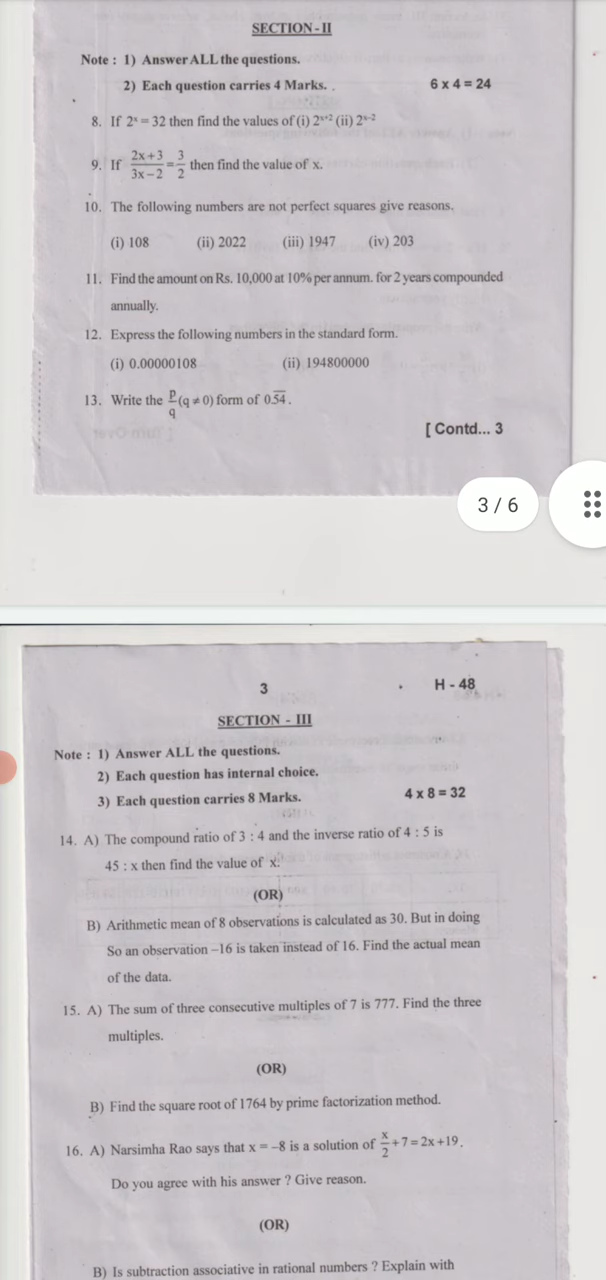 SECTION-II
Note : 1) Answer ALL the questions.
2) Each question carries 4 Marks. . 6 x 4 = 24
8. If 2ˣ = 32 then find the values of (i) 2ˣ⁺² (ii) 2ˣ⁻²
9. If (2x+3)/(3x−2) = 3/2 then find the value of x.
10. The following numbers are not perfect squares give reasons.
(i) 108 (ii) 2022 (iii) 1947 (iv) 203
11. Find the amount on Rs. 10,000 at 10% per annum. for 2 years compounded
annually.
12. Express the following numbers in the standard form.
(i) 0.00000108 (ii) 194800000
13. Write the p/q (q ≠ 0) form of 0.5̅4̅ .
[ Contd... 3
3 / 6
3 H - 48
SECTION - III
Note : 1) Answer ALL the questions.
2) Each question has internal choice.
3) Each question carries 8 Marks. 4 x 8 = 32
14. A) The compound ratio of 3 : 4 and the inverse ratio of 4 : 5 is
45 : x then find the value of x.
(OR)
B) Arithmetic mean of 8 observations is calculated as 30. But in doing
So an observation −16 is taken instead of 16. Find the actual mean
of the data.
15. A) The sum of three consecutive multiples of 7 is 777. Find the three
multiples.
(OR)
B) Find the square root of 1764 by prime factorization method.
16. A) Narsimha Rao says that x = −8 is a solution of x/2 + 7 = 2x + 19.
Do you agree with his answer ? Give reason.
(OR)
B) Is subtraction associative in rational numbers ? Explain with